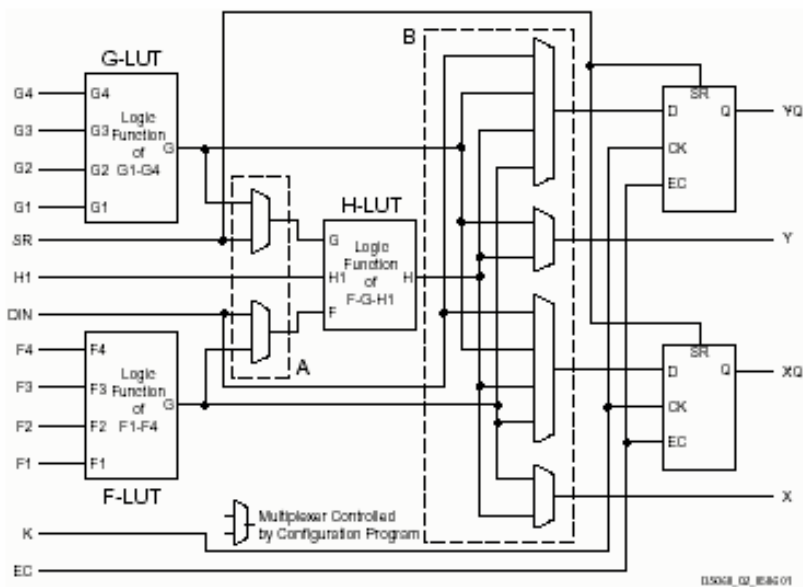 B
G-LUT
G4
G4
Logic
Function
of
G1-G4
G3
G3
G
G2
G2
G1
G1
SR
H1
DIN
H-LUT
G
Logic
Function
of
F-G-H1
H1
H
F
A
F4
F4
Logic
Function
of
F1-F4
F3
F3
G
F2
F2
F1
F1
F-LUT
SR
D
Q
CK
EC
YQ
Y
SR
D
Q
CK
EC
XQ
X
Multiplexer Controlled
by Configuration Program
K
EC